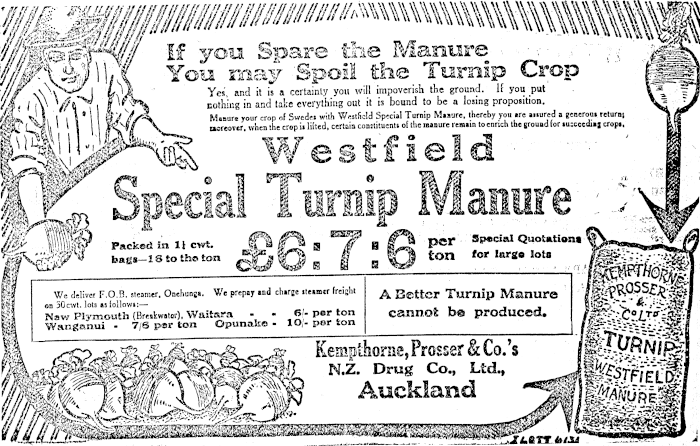 If you Spare the Manure
You may Spoil the Turnip Crop
Yes, and it is a certainty you will impoverish the ground. If you put
nothing in and take everything out it is bound to be a losing proposition.
Manure your crop of Swedes with Westfield Special Turnip Manure, thereby you are assured a generous return;
moreover, when the crop is lifted, certain constituents of the manure remain to enrich the ground for succeeding crops.
Westfield
Special Turnip Manure
Packed in 1¼ cwt.
bags—16 to the ton
£6:7:6 per ton
Special Quotations
for large lots
We deliver F.O.B. steamer, Onehunga. We prepay and charge steamer freight
on 30 cwt. lots as follows:—
New Plymouth (Breakwater), Waitara - - 6/- per ton
Wanganui - 7/6 per ton Opunake - 10/- per ton
A Better Turnip Manure
cannot be produced.
Kempthorne, Prosser & Co.'s
N.Z. Drug Co., Ltd.,
Auckland
KEMPTHORNE
PROSSER
&
Co LTD
TURNIP
WESTFIELD
MANURE